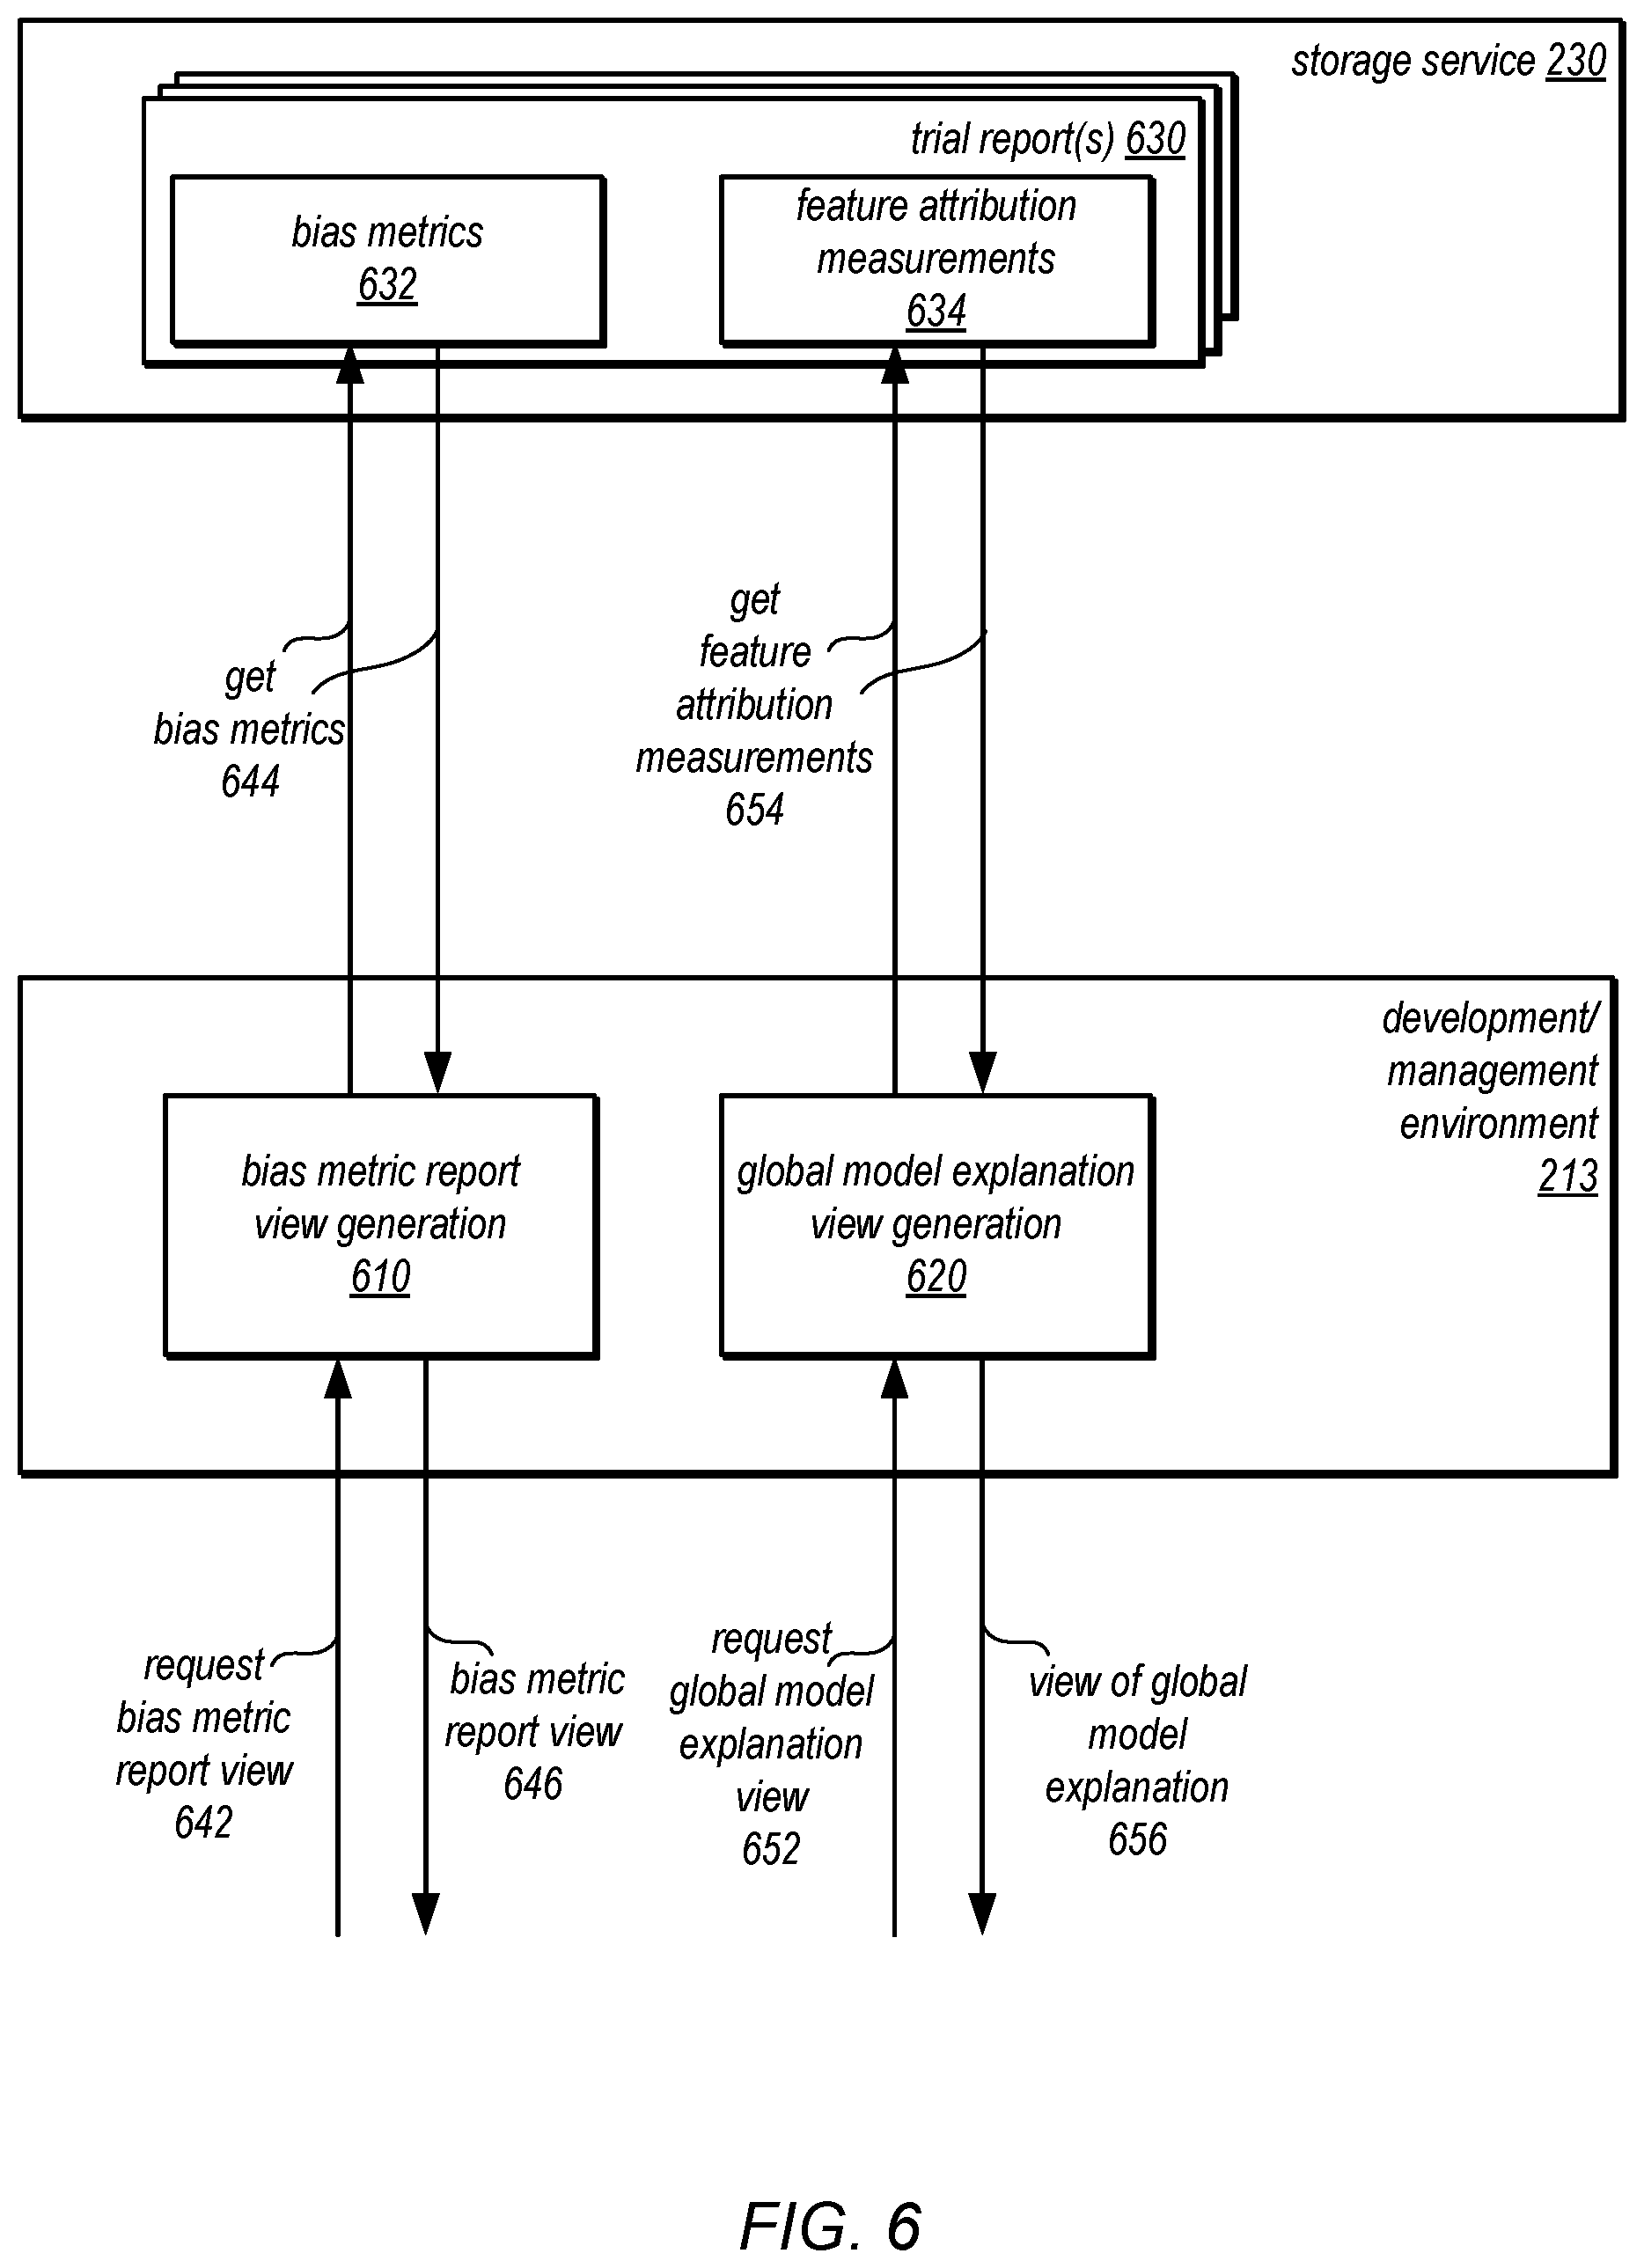 storage service 230
trial report(s) 630
bias metrics
632
feature attribution
measurements
634
get
bias metrics
644
get
feature
attribution
measurements
654
development/
management
environment
213
bias metric report
view generation
610
global model explanation
view generation
620
request
bias metric
report view
642
bias metric
report view
646
request
global model
explanation
view
652
view of global
model
explanation
656
FIG. 6